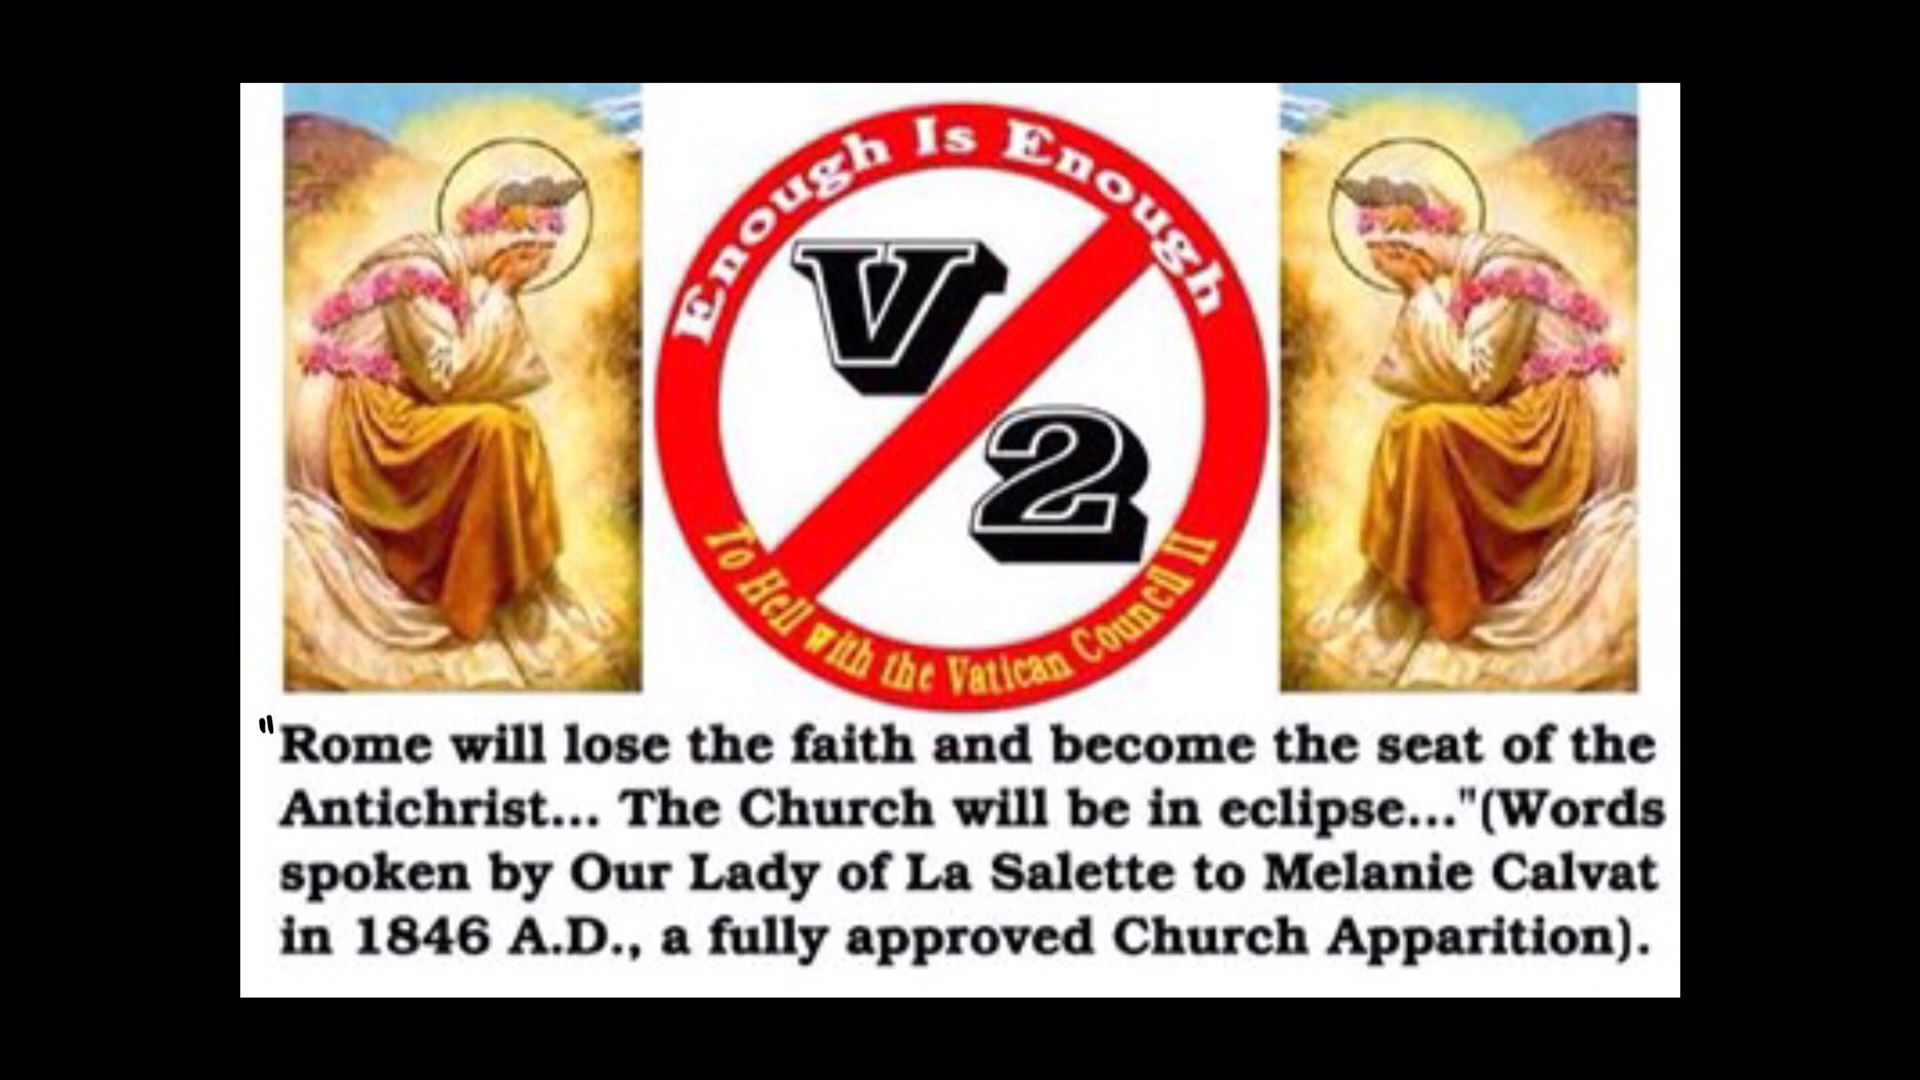 Enough Is Enough
V
2
To Hell with the Vatican Council II
"Rome will lose the faith and become the seat of the
Antichrist... The Church will be in eclipse..."(Words
spoken by Our Lady of La Salette to Melanie Calvat
in 1846 A.D., a fully approved Church Apparition).